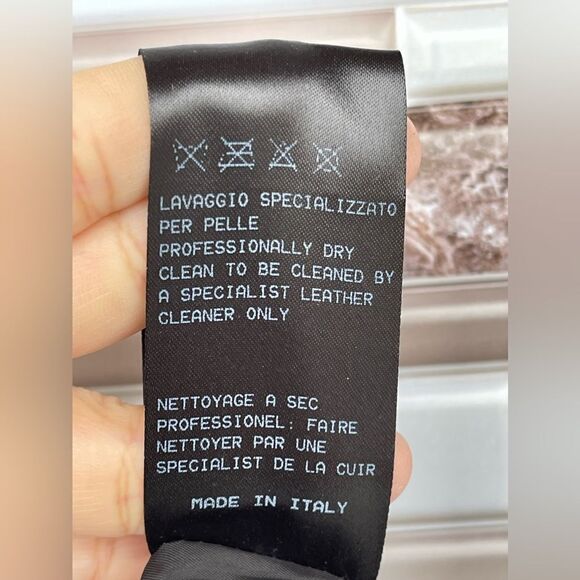 LAVAGGIO SPECIALIZZATO
PER PELLE
PROFESSIONALLY DRY
CLEAN TO BE CLEANED BY
A SPECIALIST LEATHER
CLEANER ONLY
NETTOYAGE A SEC
PROFESSIONEL: FAIRE
NETTOYER PAR UNE
SPECIALIST DE LA CUIR
MADE IN ITALY